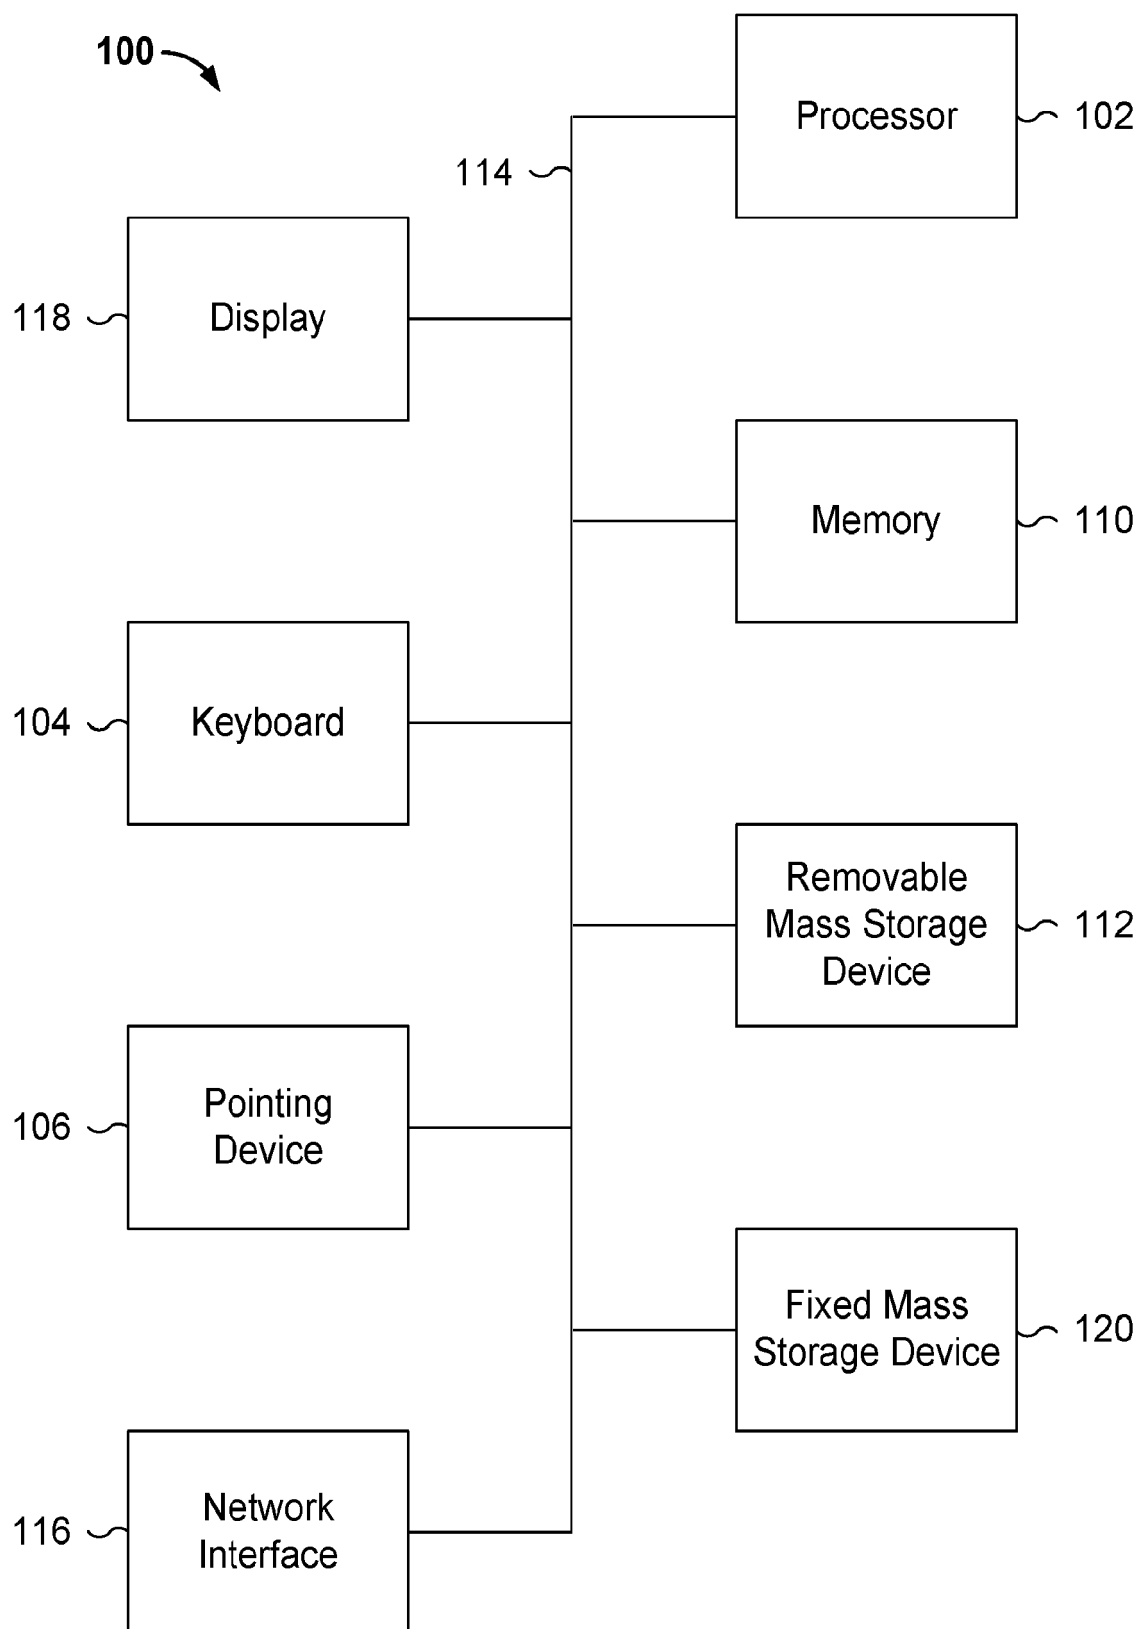 100
Processor
102
114
118
Display
Memory
110
104
Keyboard
Removable
Mass Storage
Device
112
106
Pointing
Device
Fixed Mass
Storage Device
120
116
Network
Interface